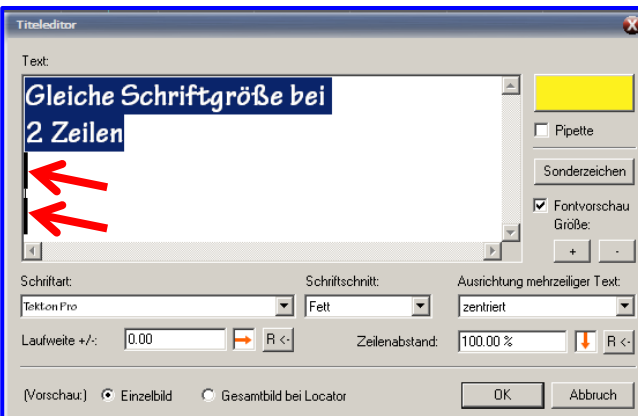 Titeleditor
Text:
Gleiche Schriftgröße bei
2 Zeilen
Pipette
Sonderzeichen
Fontvorschau
Größe:
+ -
Schriftart: Schriftschnitt: Ausrichtung mehrzeiliger Text:
Tekton Pro Fett zentriert
Laufweite +/-: 0.00 R <- Zeilenabstand: 100.00 % R <-
(Vorschau:) Einzelbild Gesamtbild bei Locator OK Abbruch